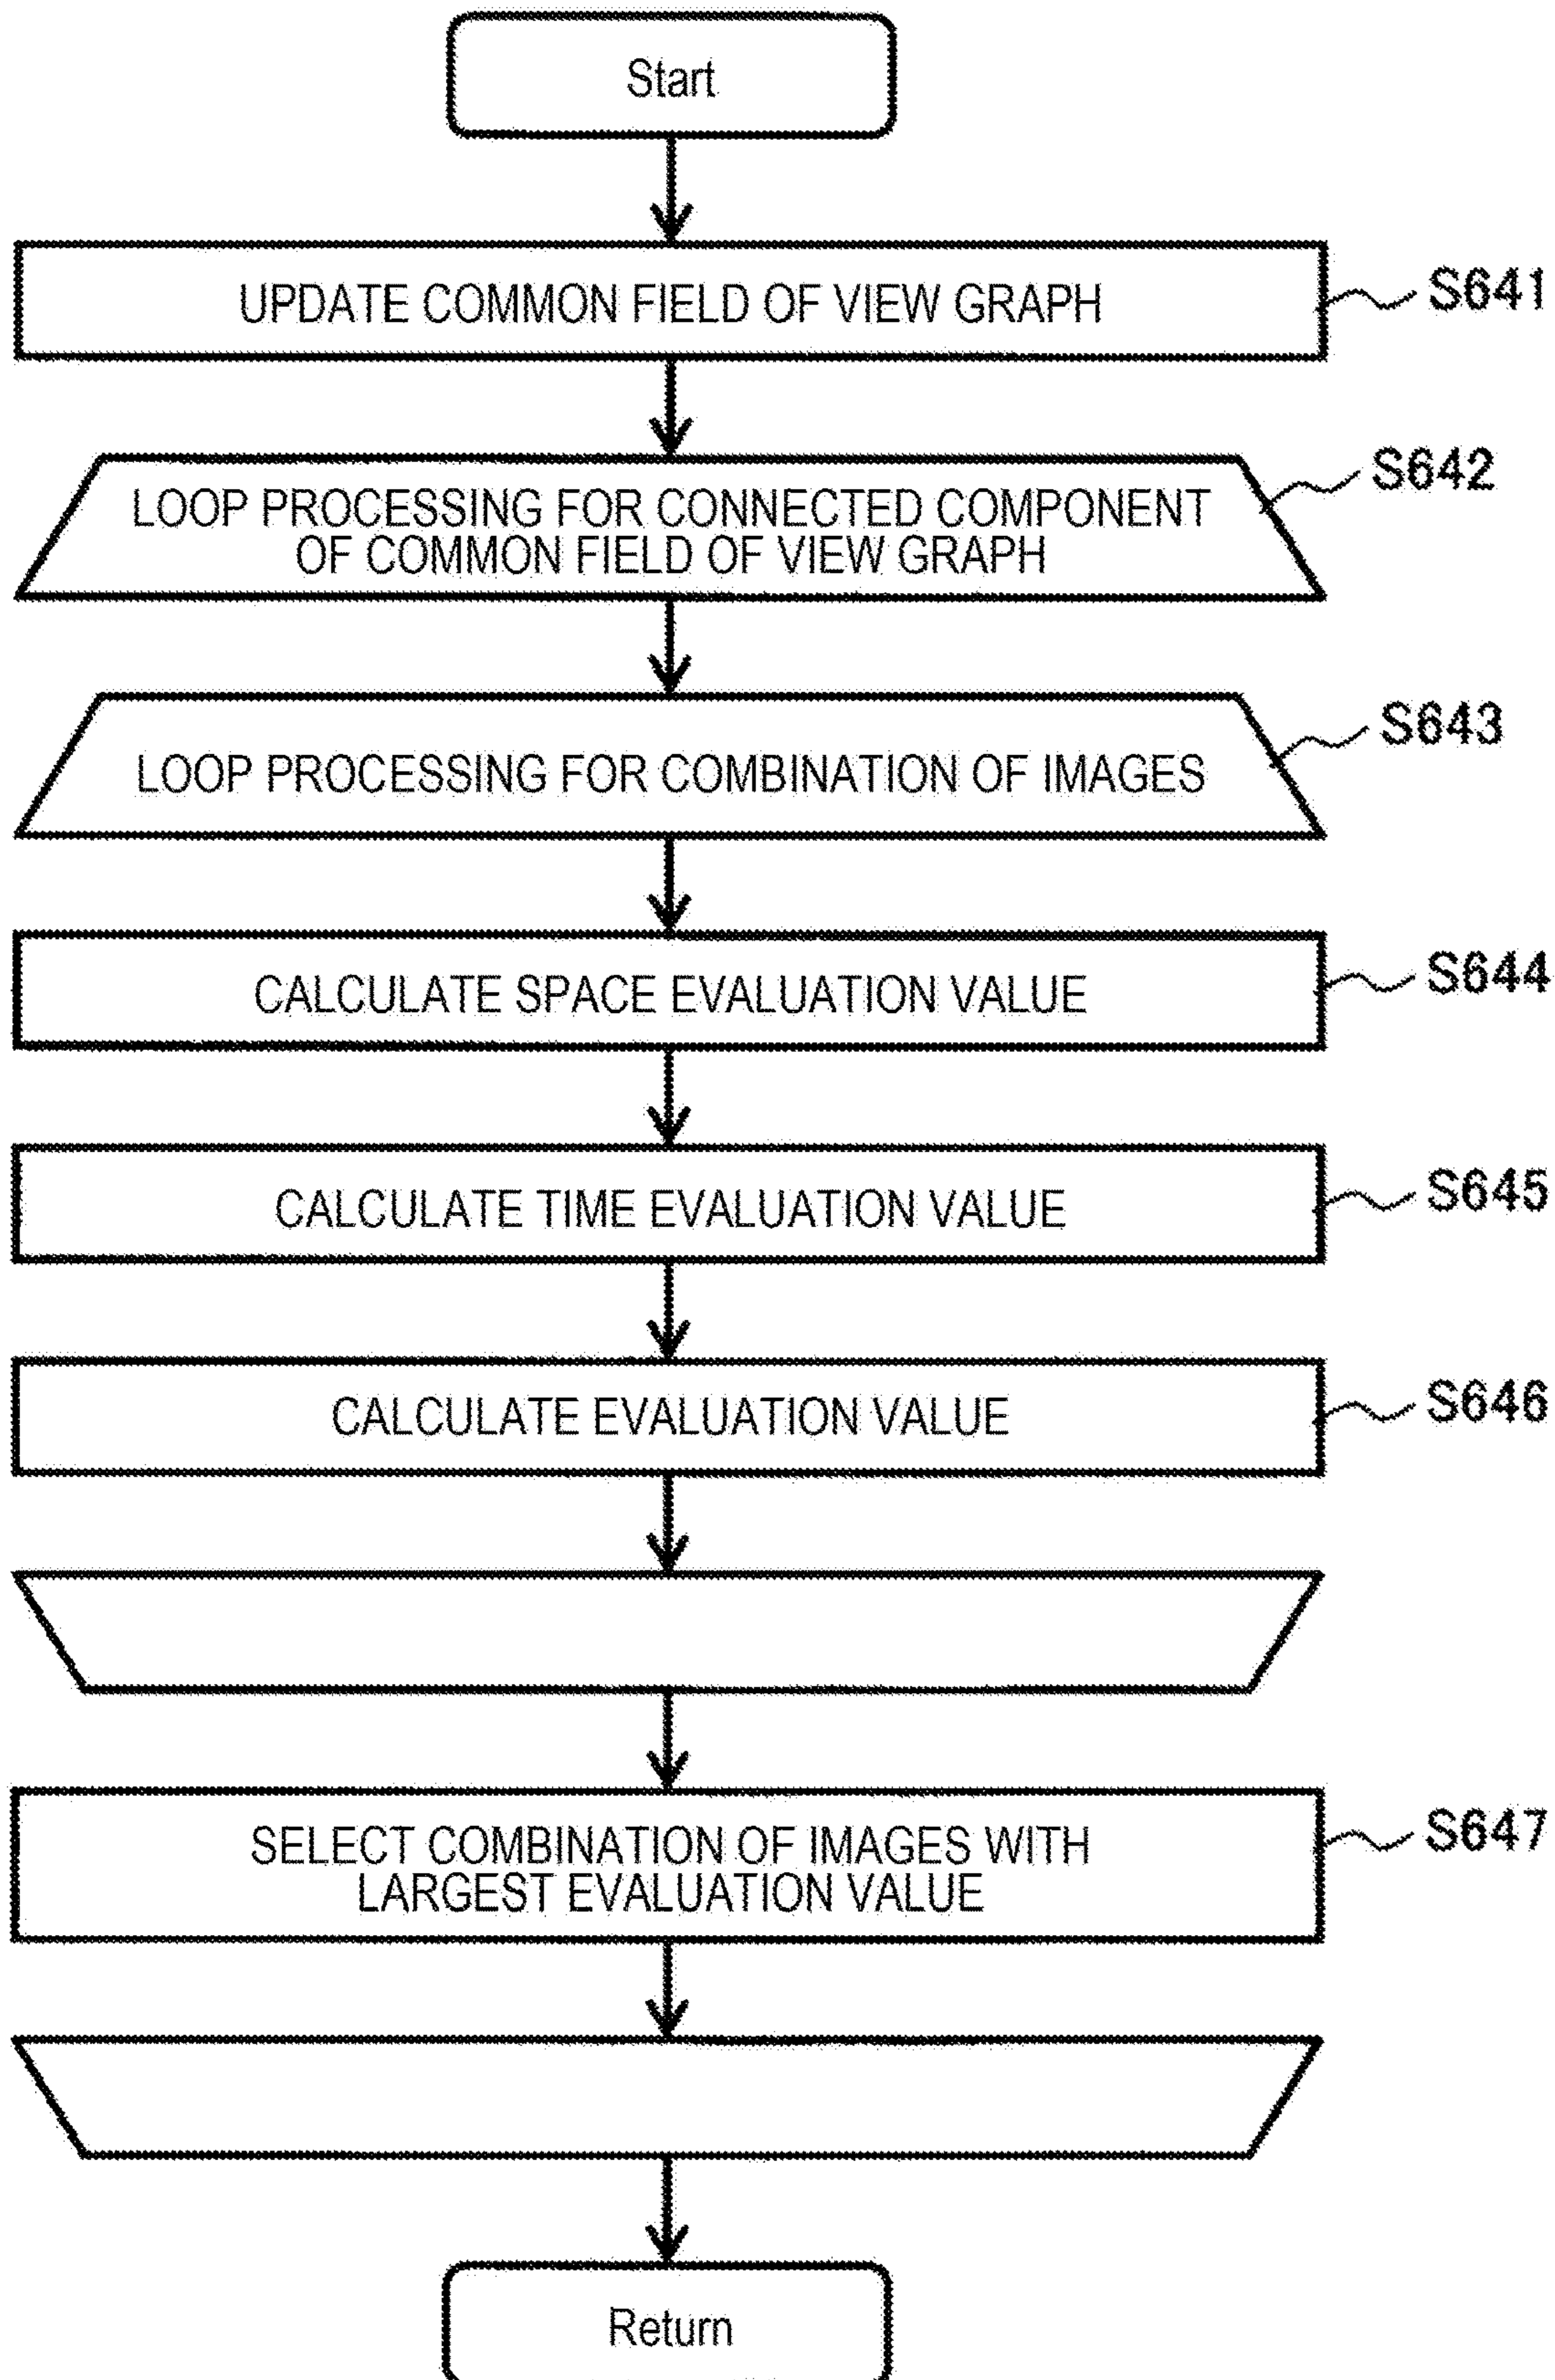 Start
UPDATE COMMON FIELD OF VIEW GRAPH
S641
LOOP PROCESSING FOR CONNECTED COMPONENT
OF COMMON FIELD OF VIEW GRAPH
S642
LOOP PROCESSING FOR COMBINATION OF IMAGES
S643
CALCULATE SPACE EVALUATION VALUE
S644
CALCULATE TIME EVALUATION VALUE
S645
CALCULATE EVALUATION VALUE
S646
SELECT COMBINATION OF IMAGES WITH
LARGEST EVALUATION VALUE
S647
Return